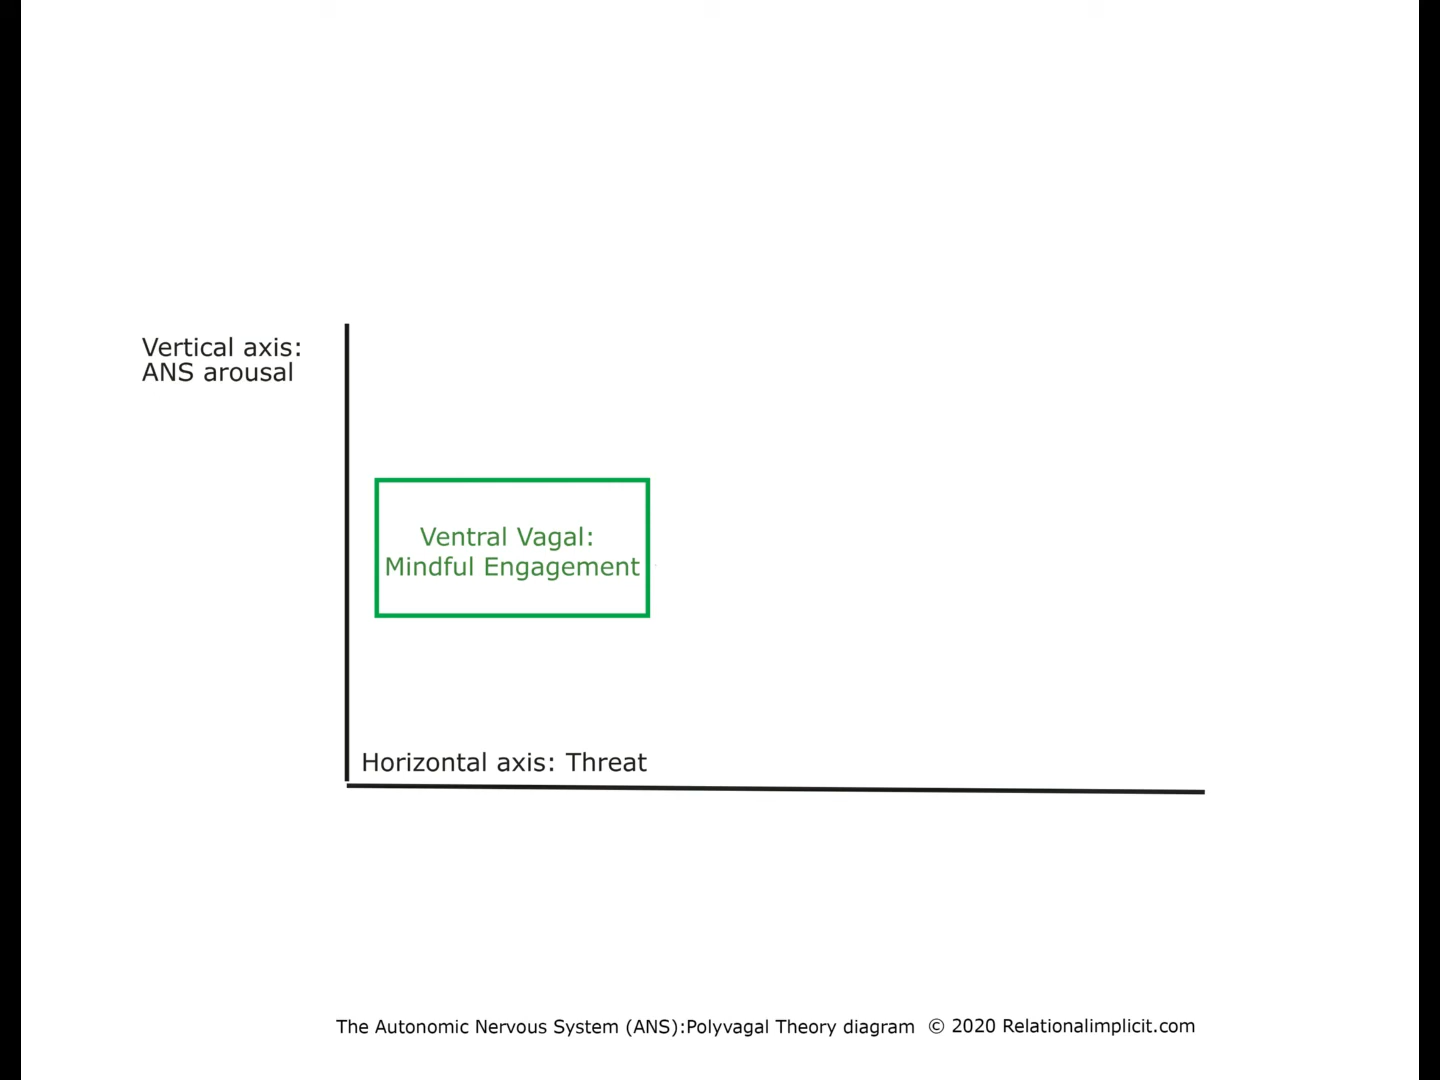 Vertical axis:
ANS arousal
Ventral Vagal:
Mindful Engagement
Horizontal axis: Threat
The Autonomic Nervous System (ANS):Polyvagal Theory diagram © 2020 Relationalimplicit.com